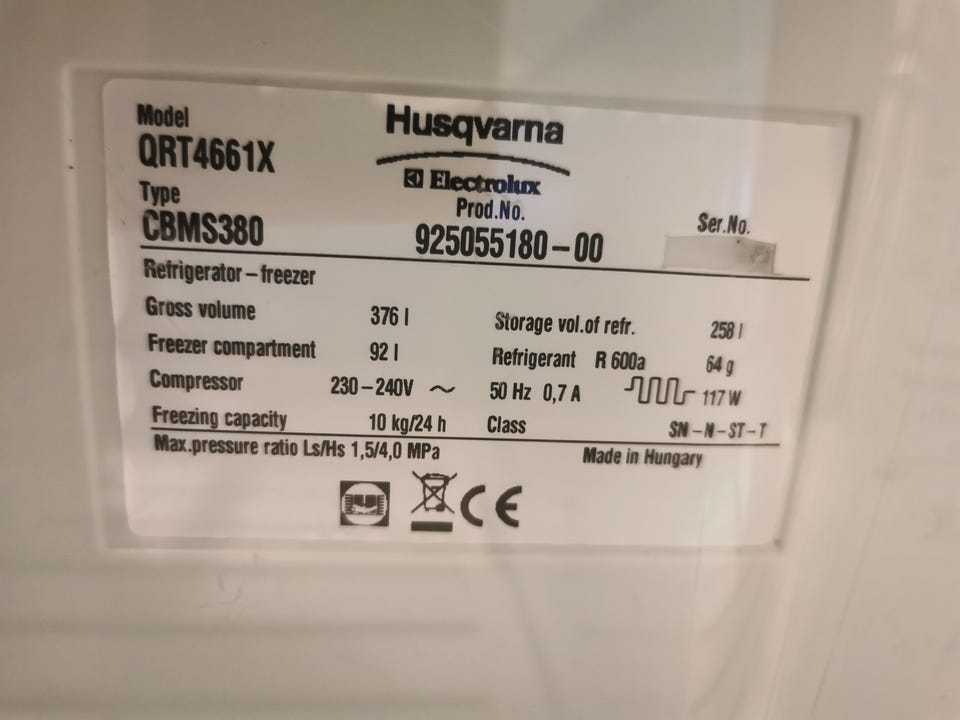 Model
QRT4661X
Type
CBMS380
Husqvarna
Electrolux
Prod.No.
925055180-00
Ser.No.
Refrigerator-freezer
Gross volume 376 l Storage vol.of refr. 258 l
Freezer compartment 92 l Refrigerant R 600a 64 g
Compressor 230-240V ~ 50 Hz 0,7 A 117 W
Freezing capacity 10 kg/24 h Class SN-N-ST-T
Max.pressure ratio Ls/Hs 1,5/4,0 MPa Made in Hungary
CE